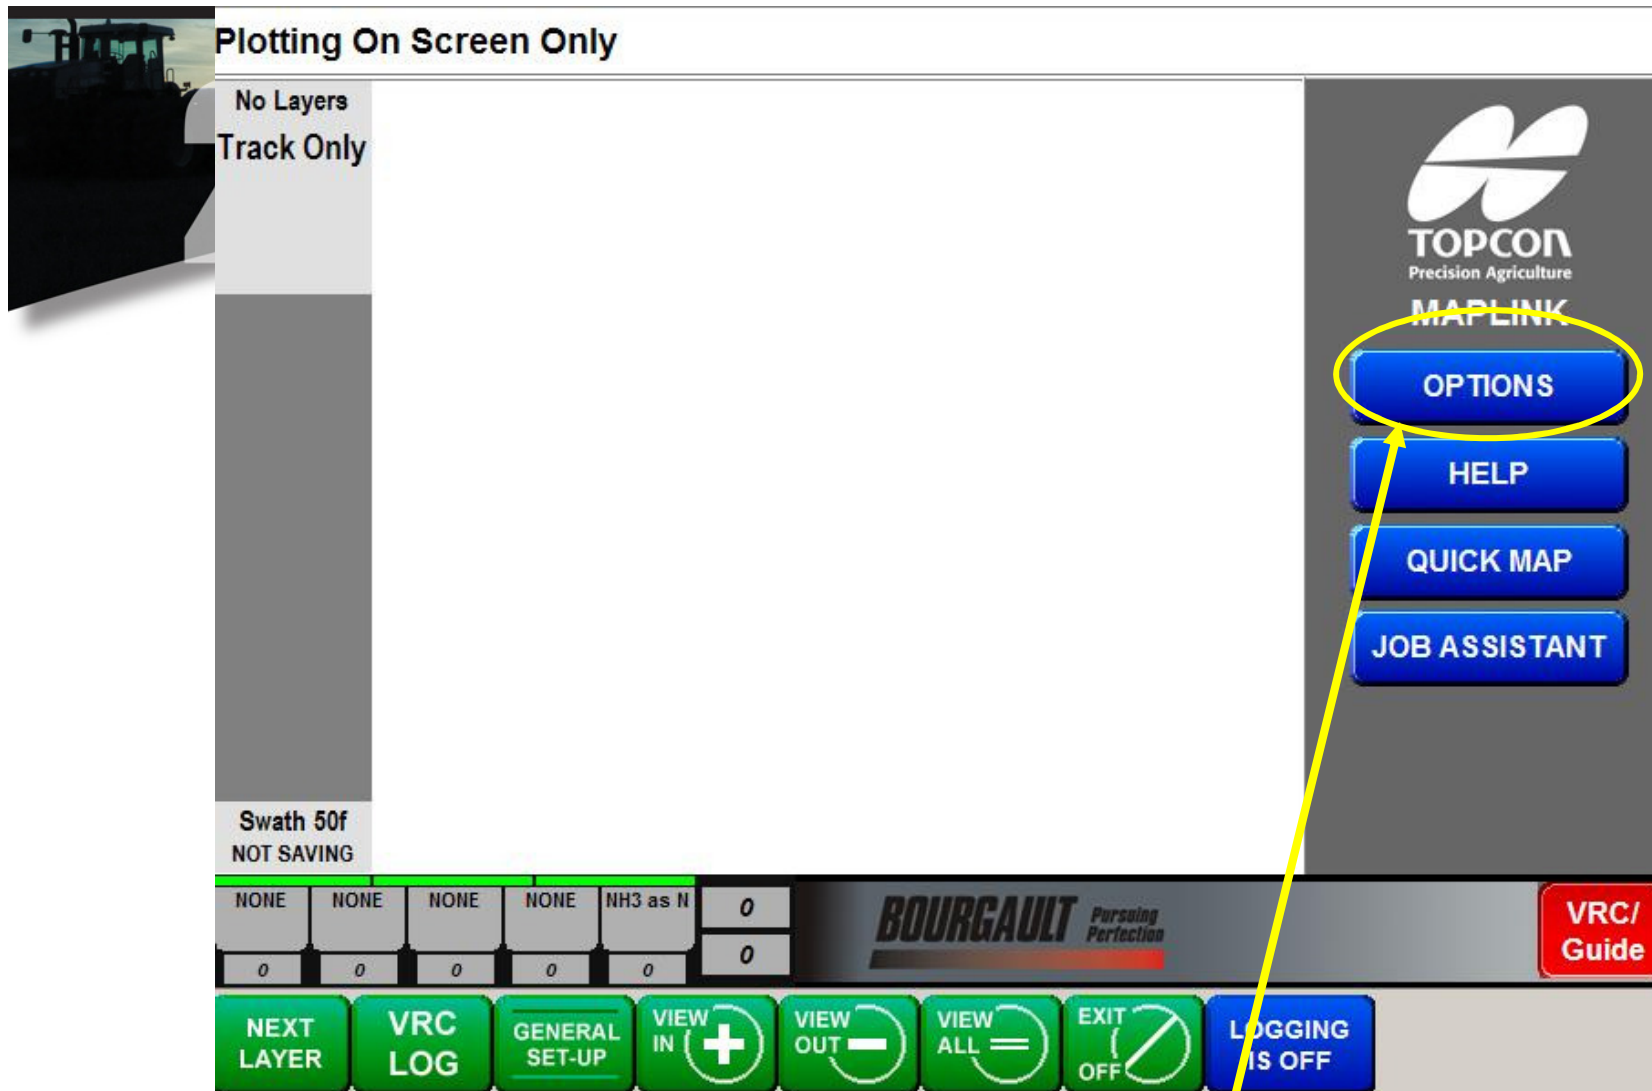 Plotting On Screen Only
No Layers
Track Only
TOPCON
Precision Agriculture
MAPLINK
OPTIONS
HELP
QUICK MAP
JOB ASSISTANT
Swath 50f
NOT SAVING
NONE NONE NONE NONE NH3 as N
0 0 0 0 0
0
0
BOURGAULT Pursuing
Perfection
VRC/
Guide
NEXT
LAYER
VRC
LOG
GENERAL
SET-UP
VIEW
IN
VIEW
OUT
VIEW
ALL
EXIT
OFF
LOGGING
IS OFF